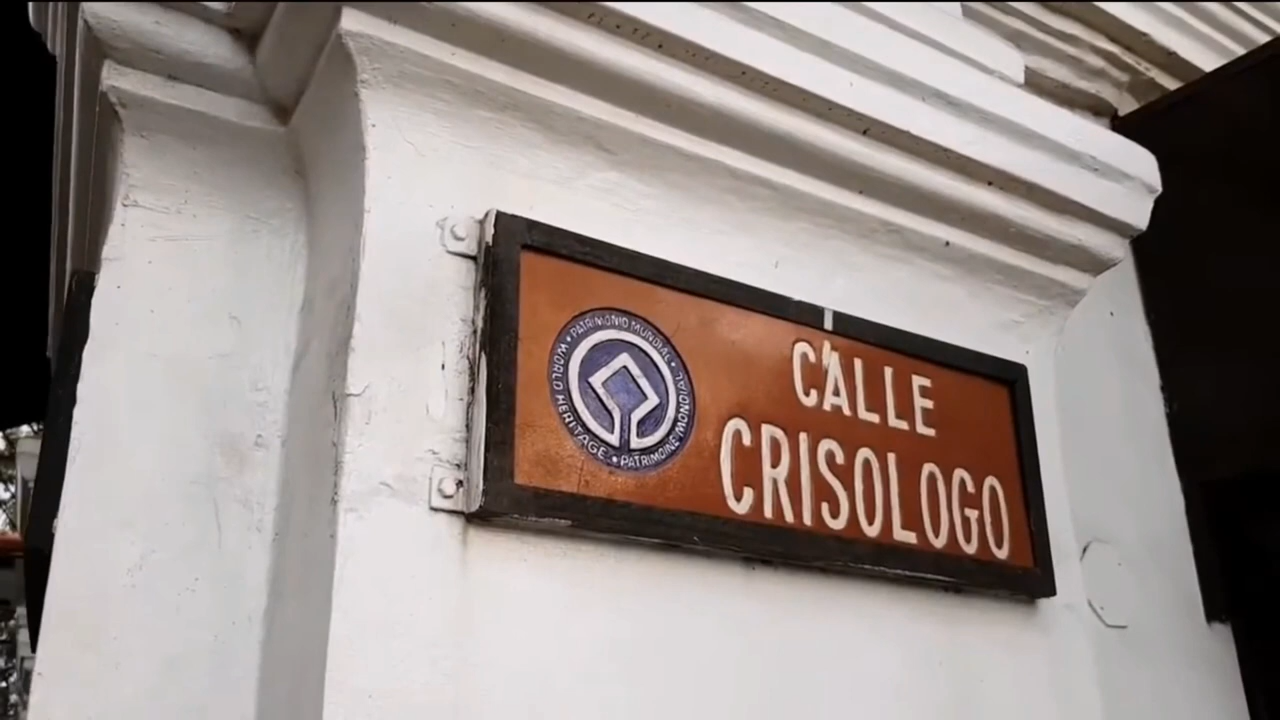 WORLD HERITAGE • PATRIMONIO MUNDIAL • PATRIMOINE MONDIAL •
CALLE
CRISOLOGO